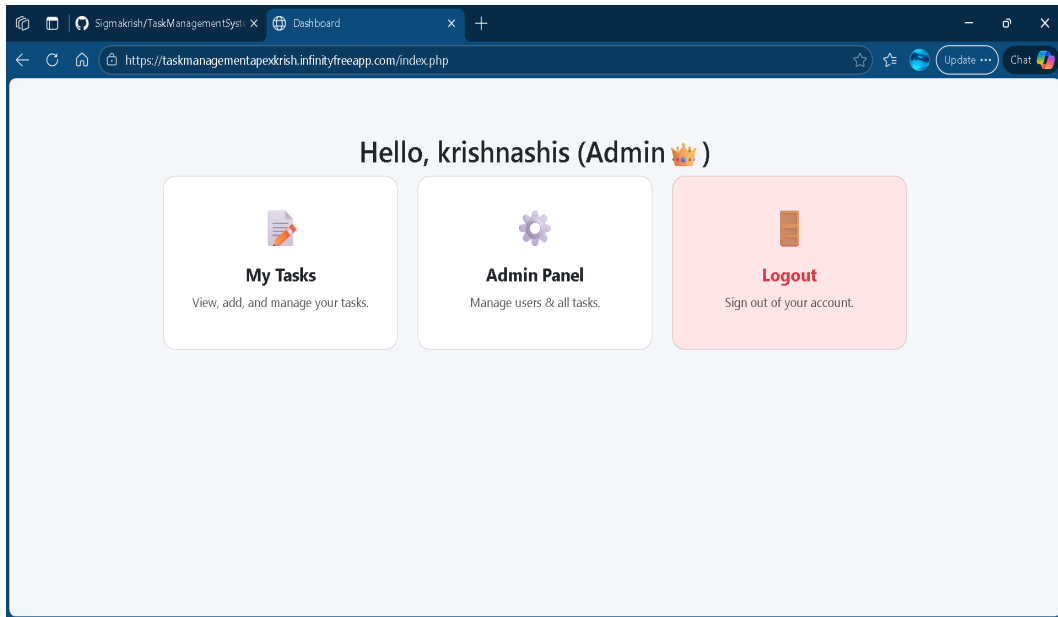 Sigmakrish/TaskManagementSyst
Dashboard
https://taskmanagementapexkrish.infinityfreeapp.com/index.php
Update
Chat
Hello, krishnashis (Admin 👑 )
My Tasks
View, add, and manage your tasks.
Admin Panel
Manage users & all tasks.
Logout
Sign out of your account.